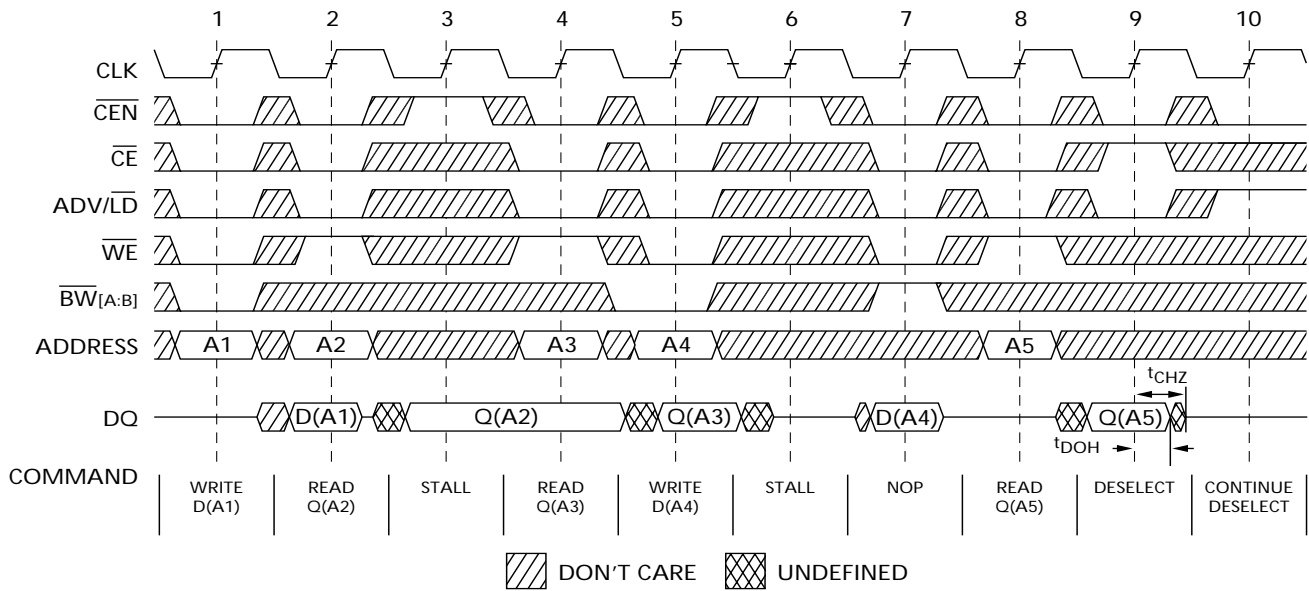 1 2 3 4 5 6 7 8 9 10
CLK
CEN
CE
ADV/LD
WE
BW[A:B]
ADDRESS A1 A2 A3 A4 A5
tCHZ
DQ D(A1) Q(A2) Q(A3) D(A4) Q(A5)
tDOH
COMMAND
WRITE D(A1)
READ Q(A2)
STALL
READ Q(A3)
WRITE D(A4)
STALL
NOP
READ Q(A5)
DESELECT
CONTINUE DESELECT
DON'T CARE
UNDEFINED